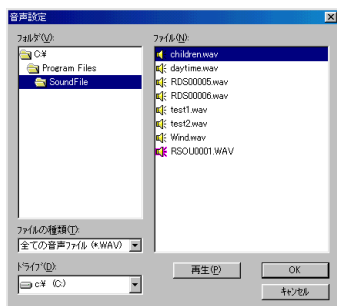 音声設定
ﾌｫﾙﾀﾞ(V):
C:¥
Program Files
SoundFile
ﾌｧｲﾙ(N):
children.wav
daytime.wav
RDS00005.wav
RDS00006.wav
test1.wav
test2.wav
Wind.wav
RSOU0001.WAV
ﾌｧｲﾙの種類(T):
全ての音声ﾌｧｲﾙ (*.WAV)
ﾄﾞﾗｲﾌﾞ(D):
c:¥ (C:)
再生(P)
OK
ｷｬﾝｾﾙ